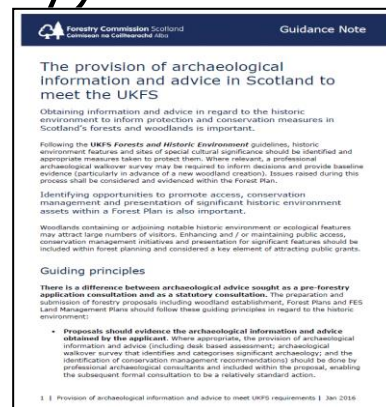 Forestry Commission Scotland
Coimisean na Coilltearachd Alba
Guidance Note
The provision of archaeological
information and advice in Scotland to
meet the UKFS
Obtaining information and advice in regard to the historic
environment to inform protection and conservation measures in
Scotland's forests and woodlands is important.
Following the UKFS Forests and Historic Environment guidelines, historic
environment features and sites of special cultural significance should be identified and
appropriate measures taken to protect them. Where relevant, a professional
archaeological walkover survey may be required to inform decisions and provide baseline
evidence (particularly in advance of a new woodland creation). Issues raised during this
process shall be considered and evidenced within the Forest Plan.
Identifying opportunities to promote access, conservation
management and presentation of significant historic environment
assets within a Forest Plan is also important.
Woodlands containing or adjoining notable historic environment or ecological features
may attract large numbers of visitors. Enhancing and / or maintaining public access,
conservation management initiatives and presentation for significant features should be
included within forest planning and considered a key element of attracting public grants.
Guiding principles
There is a difference between archaeological advice sought as a pre-forestry
application consultation and as a statutory consultation. The preparation and
submission of forestry proposals including woodland establishment, Forest Plans and FES
Land Management Plans should follow these guiding principles in regard to the historic
environment:
• Proposals should evidence the archaeological information and advice
obtained by the applicant. Where appropriate, the provision of archaeological
information and advice (including desk based assessment; archaeological
walkover survey that identifies and categorises significant archaeology; and the
identification of conservation management recommendations) should be done by
professional archaeological consultants and included within the proposal, enabling
the subsequent formal consultation to be a relatively standard action.
1 | Provision of archaeological information and advice to meet UKFS requirements | Jan 2016